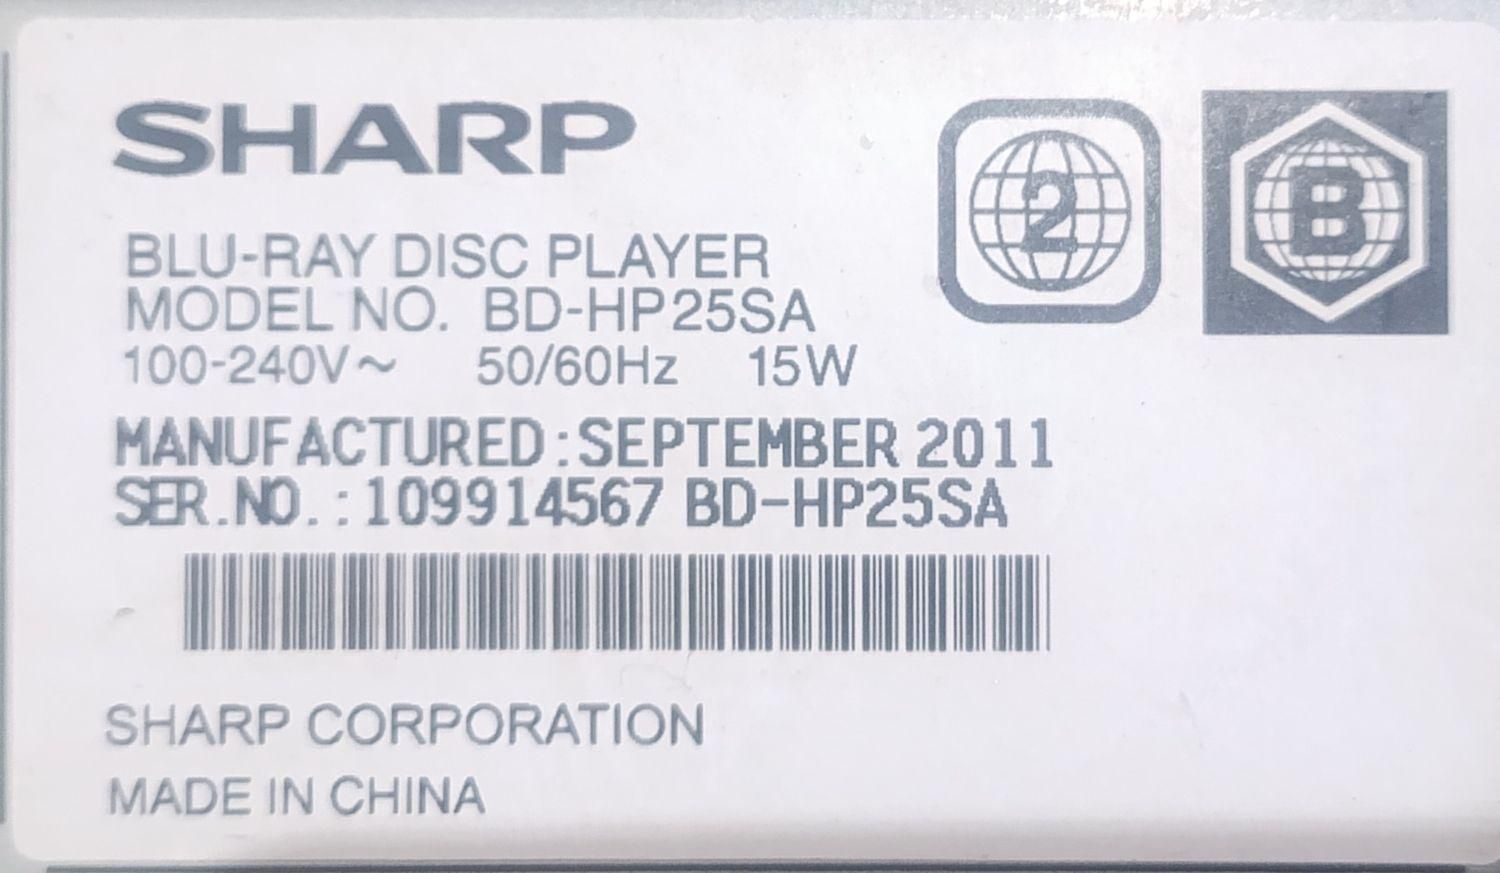 SHARP
2
B
BLU-RAY DISC PLAYER
MODEL NO. BD-HP25SA
100-240V~ 50/60Hz 15W
MANUFACTURED:SEPTEMBER 2011
SER.NO.:109914567 BD-HP25SA
SHARP CORPORATION
MADE IN CHINA